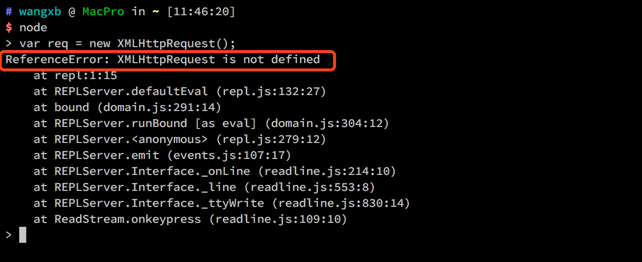 # wangxb @ MacPro in ~ [11:46:20]
$ node
> var req = new XMLHttpRequest();
ReferenceError: XMLHttpRequest is not defined
    at repl:1:15
    at REPLServer.defaultEval (repl.js:132:27)
    at bound (domain.js:291:14)
    at REPLServer.runBound [as eval] (domain.js:304:12)
    at REPLServer.<anonymous> (repl.js:279:12)
    at REPLServer.emit (events.js:107:17)
    at REPLServer.Interface._onLine (readline.js:214:10)
    at REPLServer.Interface._line (readline.js:553:8)
    at REPLServer.Interface._ttyWrite (readline.js:830:14)
    at ReadStream.onkeypress (readline.js:109:10)
>